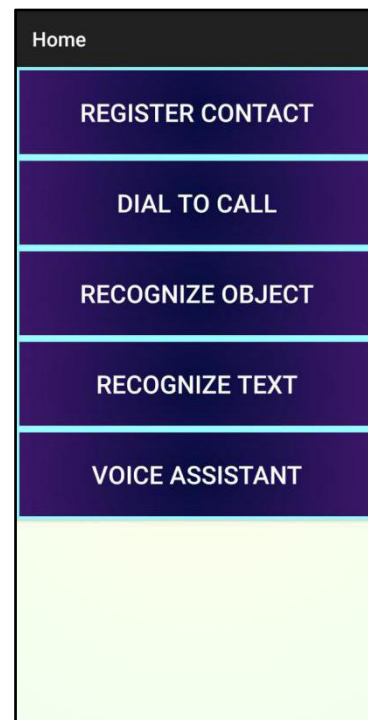 Home
REGISTER CONTACT
DIAL TO CALL
RECOGNIZE OBJECT
RECOGNIZE TEXT
VOICE ASSISTANT